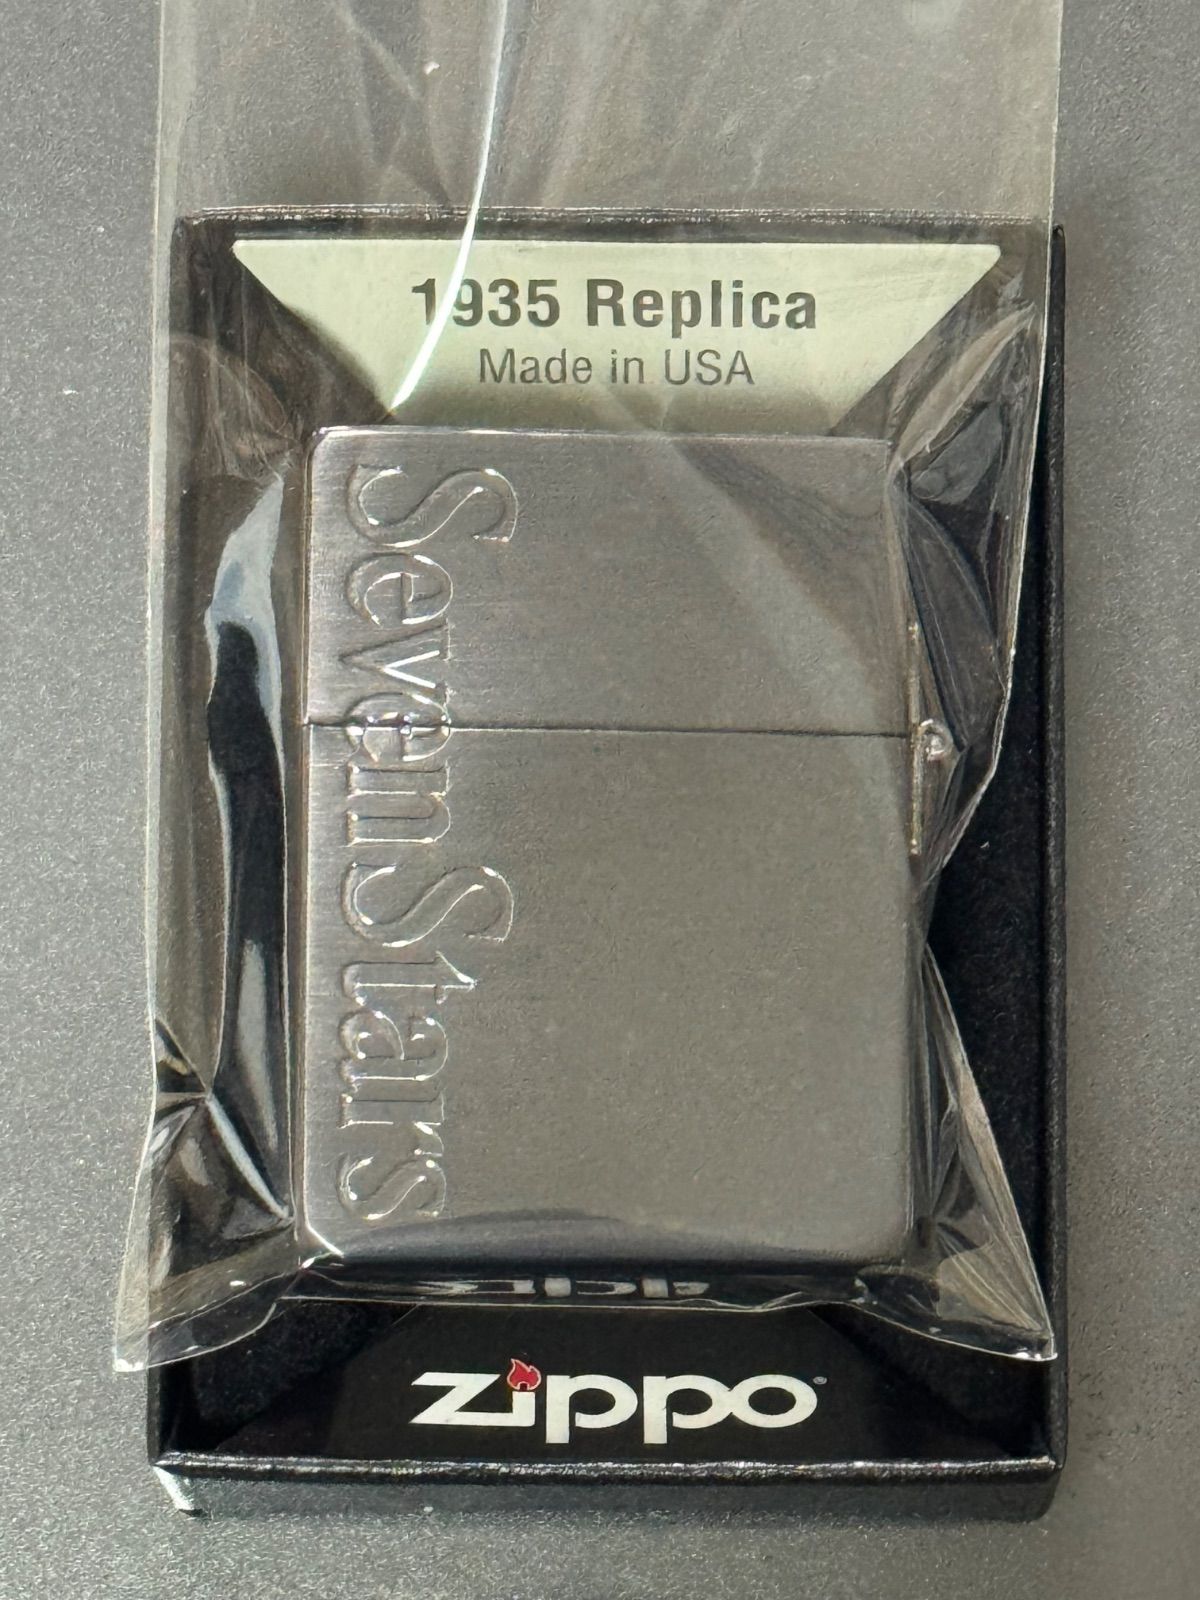 1935 Replica
Made in USA
SevenStars
zippo®